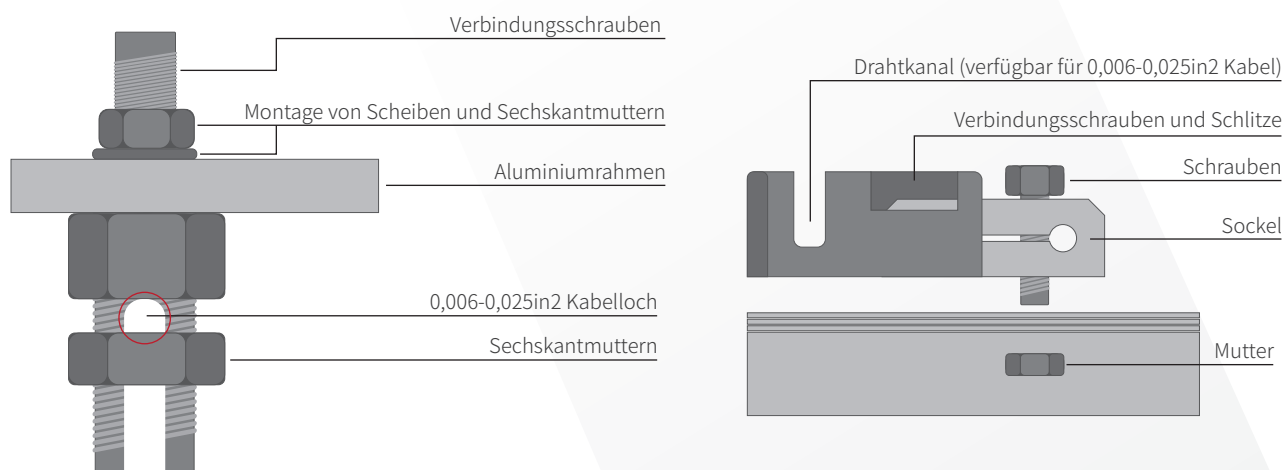 Verbindungsschrauben
Montage von Scheiben und Sechskantmuttern
Aluminiumrahmen
0,006-0,025in2 Kabelloch
Sechskantmuttern
Drahtkanal (verfügbar für 0,006-0,025in2 Kabel)
Verbindungsschrauben und Schlitze
Schrauben
Sockel
Mutter